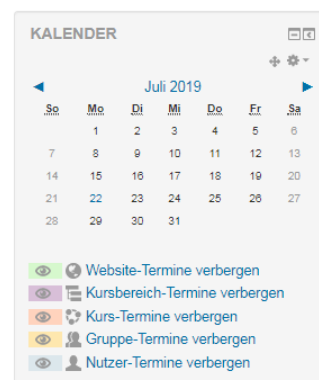 KALENDER
Juli 2019
So Mo Di Mi Do Fr Sa
1 2 3 4 5 6
7 8 9 10 11 12 13
14 15 16 17 18 19 20
21 22 23 24 25 26 27
28 29 30 31
Website-Termine verbergen
Kursbereich-Termine verbergen
Kurs-Termine verbergen
Gruppe-Termine verbergen
Nutzer-Termine verbergen